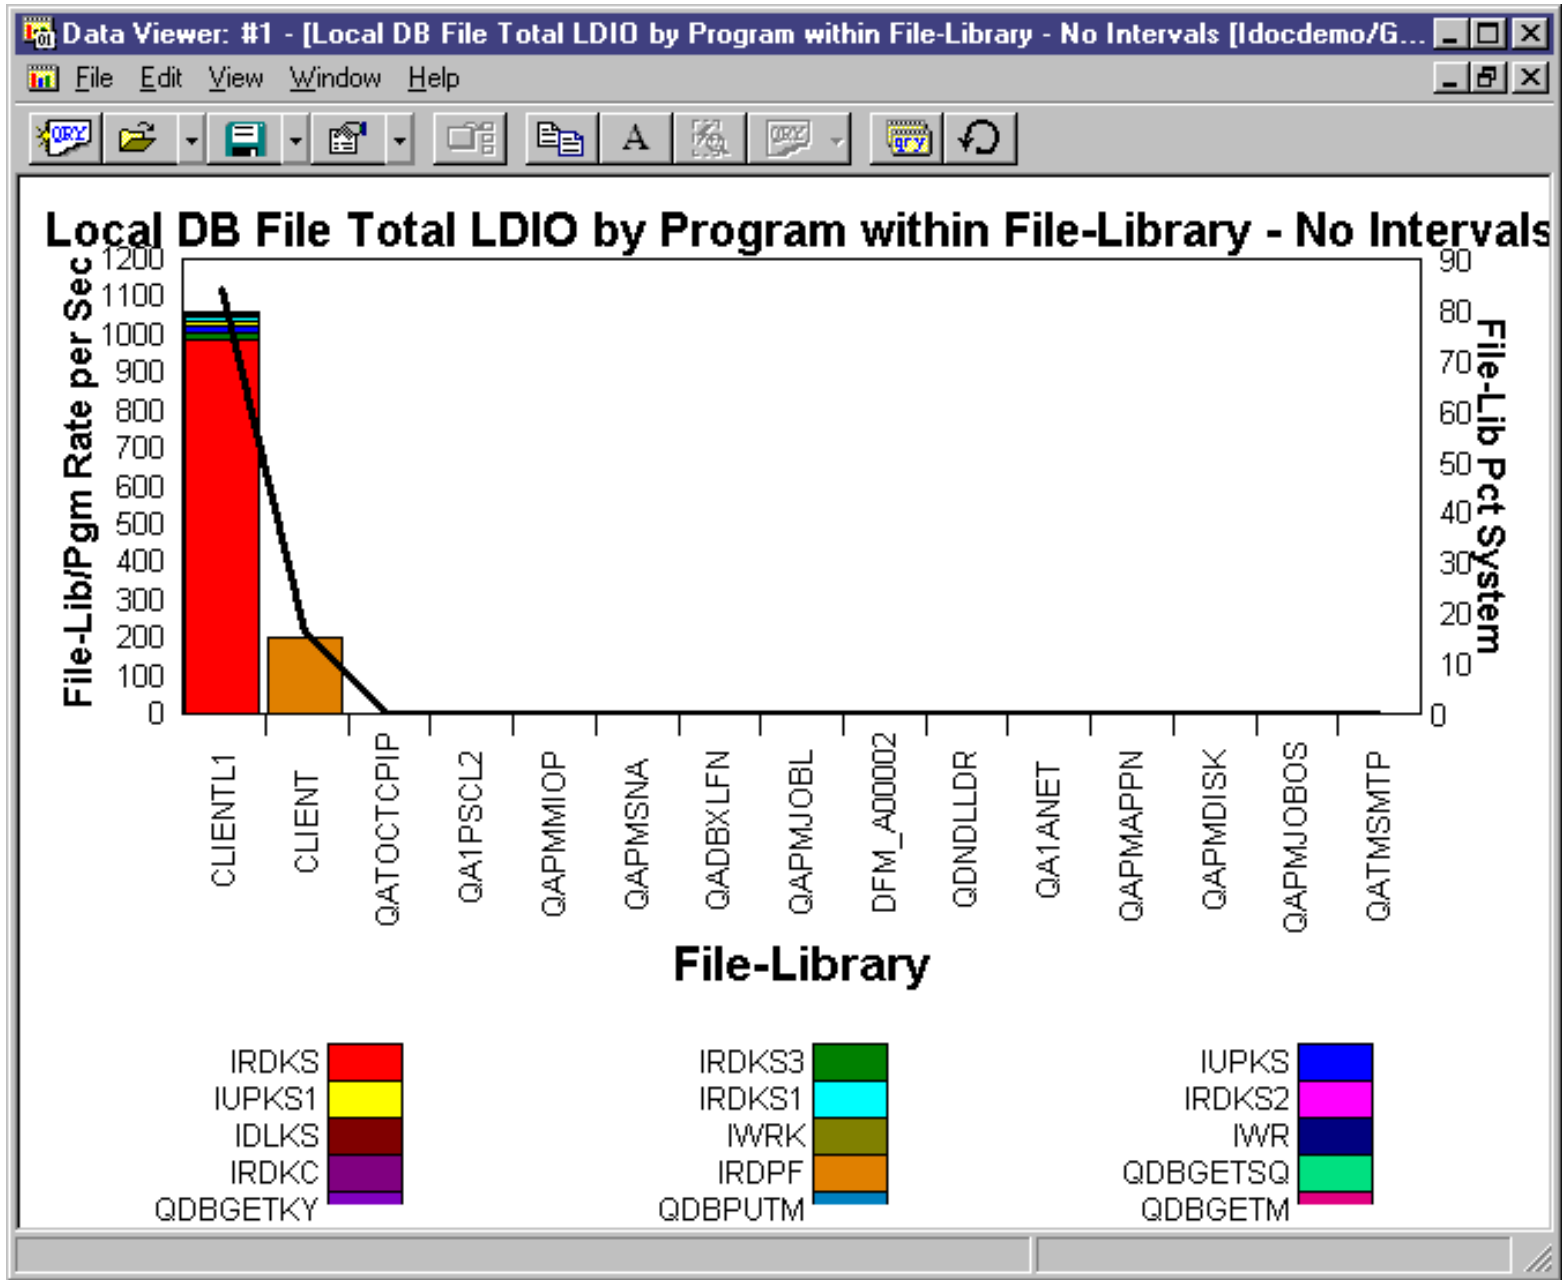 Data Viewer: #1 - [Local DB File Total LDIO by Program within File-Library - No Intervals [Idocdemo/G...
File Edit View Window Help
QRY A QRY qry
Local DB File Total LDIO by Program within File-Library - No Intervals
File-Lib/Pgm Rate per Sec
1200
1100
1000
900
800
700
600
500
400
300
200
100
0
90
80
70
60
50
40
30
20
10
0
File-Lib Pct System
CLIENTL1
CLIENT
QATOCTCPIP
QA1PSCL2
QAPMMIOP
QAPMSNA
QADBXLFN
QAPMJOBL
DFM_A00002
QDNDLLDR
QA1ANET
QAPMAPPN
QAPMDISK
QAPMJOBOS
QATMSMTP
File-Library
IRDKS IRDKS3 IUPKS
IUPKS1 IRDKS1 IRDKS2
IDLKS IWRK IWR
IRDKC IRDPF QDBGETSQ
QDBGETKY QDBPUTM QDBGETM